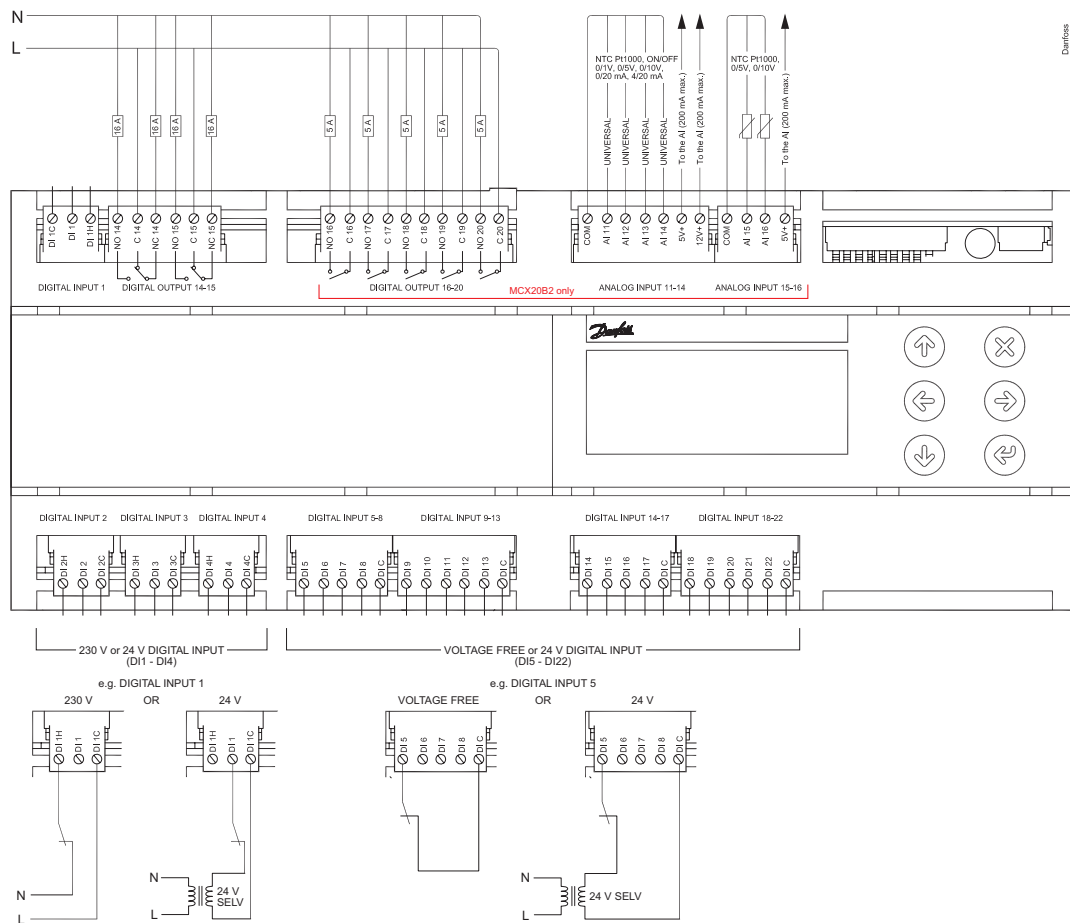 N
L
Danfoss
16 A
16 A
16 A
16 A
5 A
5 A
5 A
5 A
5 A
NTC Pt1000, ON/OFF
0/1V, 0/5V, 0/10V,
0/20 mA, 4/20 mA
UNIVERSAL
UNIVERSAL
UNIVERSAL
UNIVERSAL
To the AI (200 mA max.)
To the AI (200 mA max.)
NTC Pt1000,
0/5V, 0/10V
To the AI (200 mA max.)
DI 1C
DI 1
DI 1H
NO 14
C 14
NC 14
NO 15
C 15
NC 15
NO 16
C 16
NO 17
C 17
NO 18
C 18
NO 19
C 19
NO 20
C 20
COM
AI 11
AI 12
AI 13
AI 14
5V+
12V+
COM
AI 15
AI 16
5V+
DIGITAL INPUT 1
DIGITAL OUTPUT 14-15
DIGITAL OUTPUT 16-20
ANALOG INPUT 11-14
ANALOG INPUT 15-16
MCX20B2 only
Danfoss
DIGITAL INPUT 2
DIGITAL INPUT 3
DIGITAL INPUT 4
DIGITAL INPUT 5-8
DIGITAL INPUT 9-13
DIGITAL INPUT 14-17
DIGITAL INPUT 18-22
DI 2H
DI 2
DI 2C
DI 3H
DI 3
DI 3C
DI 4H
DI 4
DI 4C
DI 5
DI 6
DI 7
DI 8
DI C
DI 9
DI 10
DI 11
DI 12
DI 13
DI C
DI 14
DI 15
DI 16
DI 17
DI C
DI 18
DI 19
DI 20
DI 21
DI 22
DI C
230 V or 24 V DIGITAL INPUT
(DI1 - DI4)
VOLTAGE FREE or 24 V DIGITAL INPUT
(DI5 - DI22)
e.g. DIGITAL INPUT 1
e.g. DIGITAL INPUT 5
230 V
OR
24 V
VOLTAGE FREE
OR
24 V
DI 1H
DI 1
DI 1C
DI 1H
DI 1
DI 1C
DI 5
DI 6
DI 7
DI 8
DI C
DI 5
DI 6
DI 7
DI 8
DI C
N
L
N
L
24 V
SELV
N
L
24 V SELV